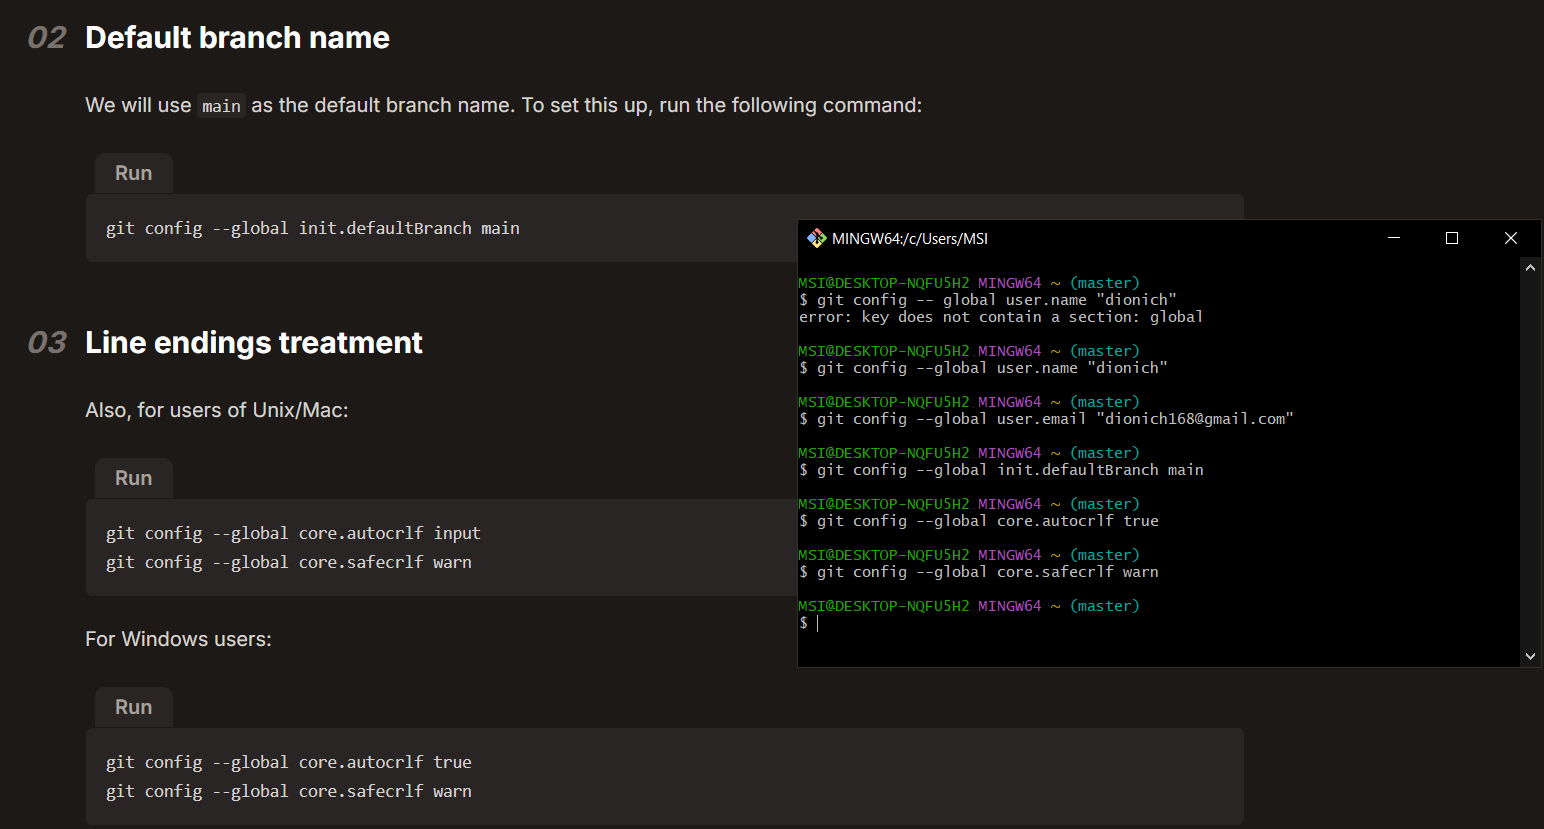 02 Default branch name
We will use main as the default branch name. To set this up, run the following command:
Run
git config --global init.defaultBranch main
03 Line endings treatment
Also, for users of Unix/Mac:
Run
git config --global core.autocrlf input
git config --global core.safecrlf warn
For Windows users:
Run
git config --global core.autocrlf true
git config --global core.safecrlf warn
MINGW64:/c/Users/MSI
MSI@DESKTOP-NQFU5H2 MINGW64 ~ (master)
$ git config -- global user.name "dionich"
error: key does not contain a section: global
MSI@DESKTOP-NQFU5H2 MINGW64 ~ (master)
$ git config --global user.name "dionich"
MSI@DESKTOP-NQFU5H2 MINGW64 ~ (master)
$ git config --global user.email "dionich168@gmail.com"
MSI@DESKTOP-NQFU5H2 MINGW64 ~ (master)
$ git config --global init.defaultBranch main
MSI@DESKTOP-NQFU5H2 MINGW64 ~ (master)
$ git config --global core.autocrlf true
MSI@DESKTOP-NQFU5H2 MINGW64 ~ (master)
$ git config --global core.safecrlf warn
MSI@DESKTOP-NQFU5H2 MINGW64 ~ (master)
$